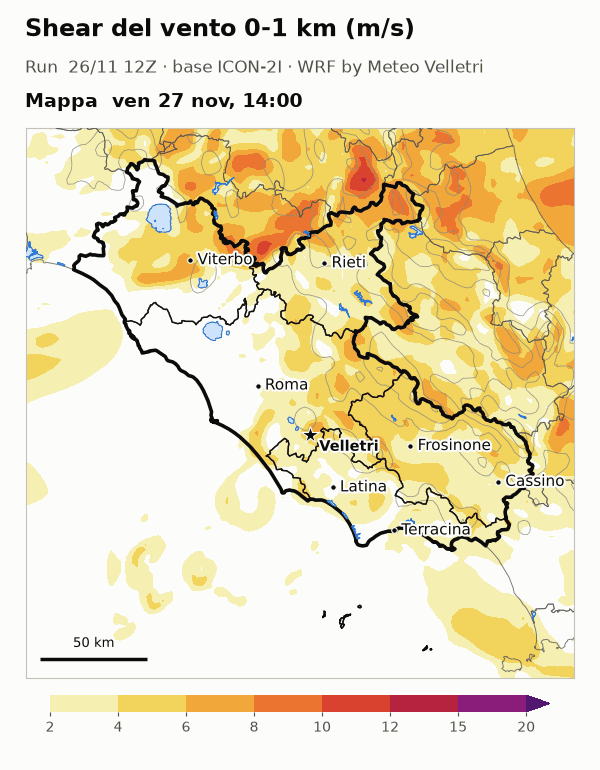 Shear del vento 0-1 km (m/s)
Run  26/11 12Z · base ICON-2I · WRF by Meteo Velletri
Mappa  ven 27 nov, 14:00
Viterbo
Rieti
Roma
Velletri
Frosinone
Cassino
Latina
Terracina
50 km
2 4 6 8 10 12 15 20